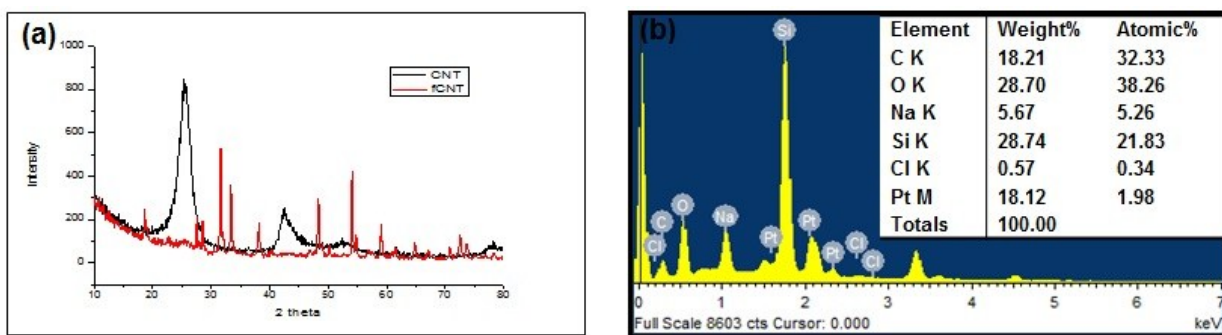 (a)
1000
800
600
400
200
0
Intensity
CNT
fCNT
10 20 30 40 50 60 70 80
2 theta
(b)
Element Weight% Atomic%
C K 18.21 32.33
O K 28.70 38.26
Na K 5.67 5.26
Si K 28.74 21.83
Cl K 0.57 0.34
Pt M 18.12 1.98
Totals 100.00
Si
C O Na Pt Pt Pt Cl Cl Cl
0 1 2 3 4 5 6 7
Full Scale 8603 cts Cursor: 0.000 keV